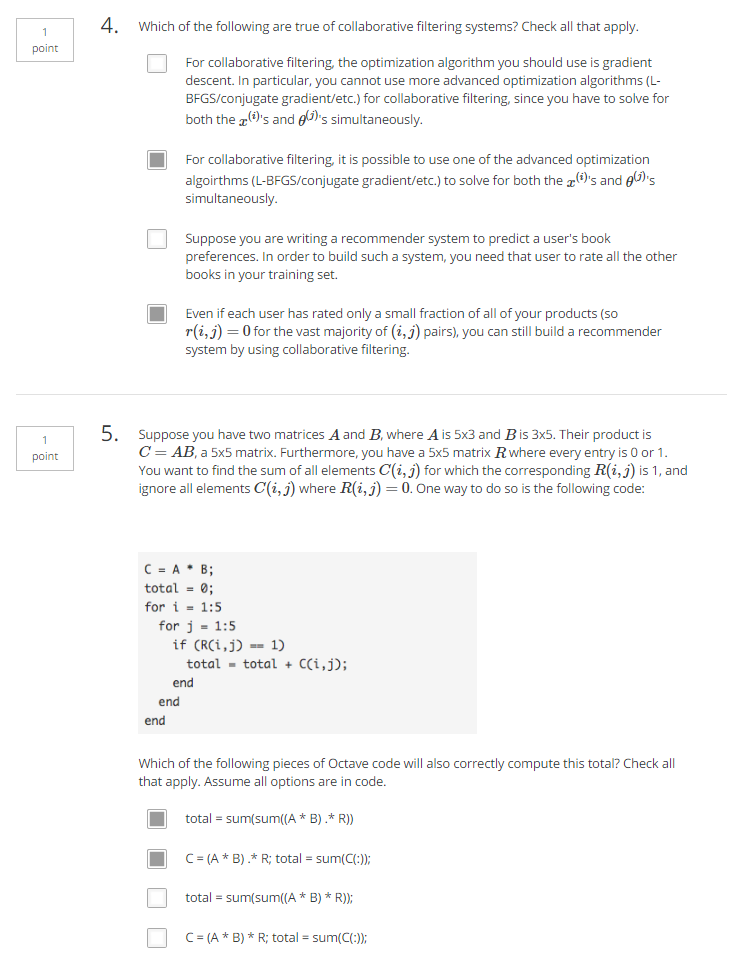 1
point
4. Which of the following are true of collaborative filtering systems? Check all that apply.
For collaborative filtering, the optimization algorithm you should use is gradient
descent. In particular, you cannot use more advanced optimization algorithms (L-
BFGS/conjugate gradient/etc.) for collaborative filtering, since you have to solve for
both the x^(i)'s and θ^(j)'s simultaneously.
For collaborative filtering, it is possible to use one of the advanced optimization
algoirthms (L-BFGS/conjugate gradient/etc.) to solve for both the x^(i)'s and θ^(j)'s
simultaneously.
Suppose you are writing a recommender system to predict a user's book
preferences. In order to build such a system, you need that user to rate all the other
books in your training set.
Even if each user has rated only a small fraction of all of your products (so
r(i, j) = 0 for the vast majority of (i, j) pairs), you can still build a recommender
system by using collaborative filtering.
1
point
5. Suppose you have two matrices A and B, where A is 5x3 and B is 3x5. Their product is
C = AB, a 5x5 matrix. Furthermore, you have a 5x5 matrix R where every entry is 0 or 1.
You want to find the sum of all elements C(i, j) for which the corresponding R(i, j) is 1, and
ignore all elements C(i, j) where R(i, j) = 0. One way to do so is the following code:
C = A * B;
total = 0;
for i = 1:5
for j = 1:5
if (R(i,j) == 1)
total = total + C(i,j);
end
end
end
Which of the following pieces of Octave code will also correctly compute this total? Check all
that apply. Assume all options are in code.
total = sum(sum((A * B) .* R))
C = (A * B) .* R; total = sum(C(:));
total = sum(sum((A * B) * R));
C = (A * B) * R; total = sum(C(:));